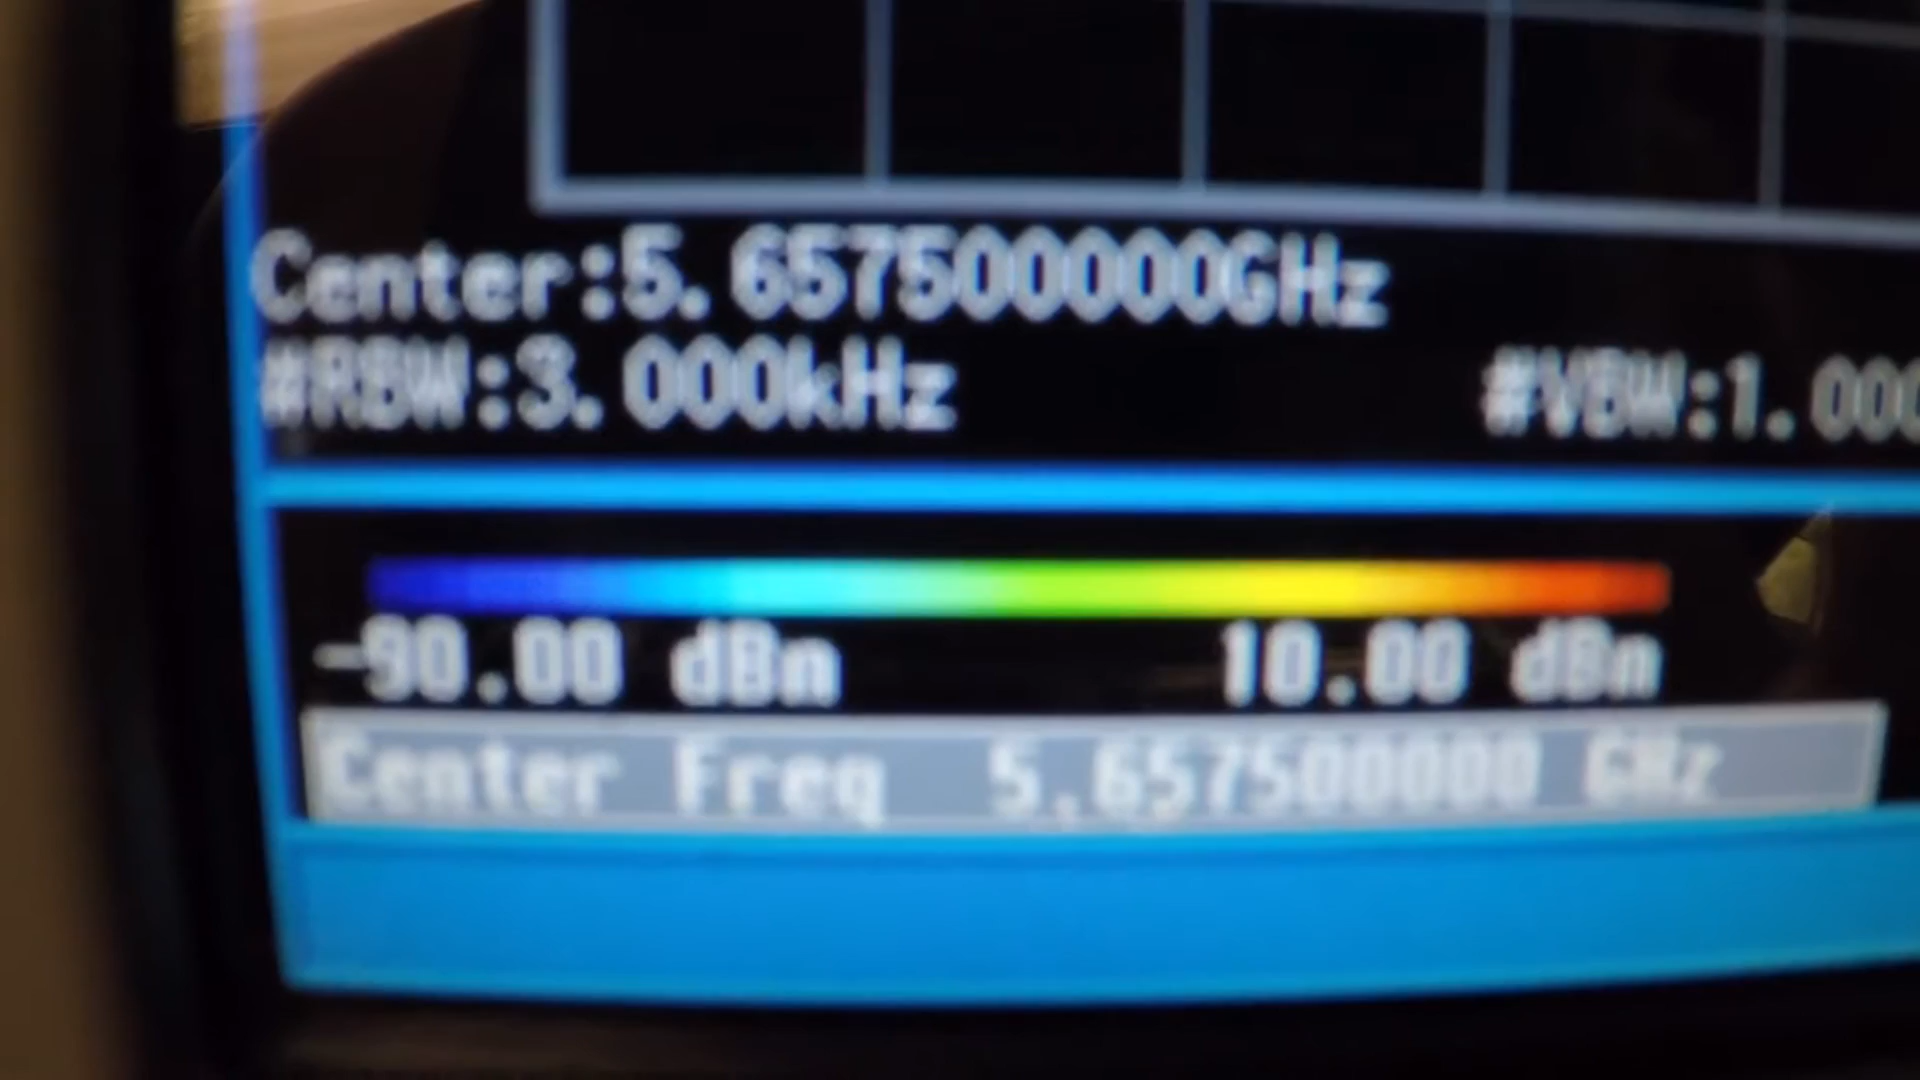 Center:5.657500000GHz
#RBW:3.000kHz #VBW:1.000
-90.00 dBm 10.00 dBm
Center Freq 5.657500000 GHz